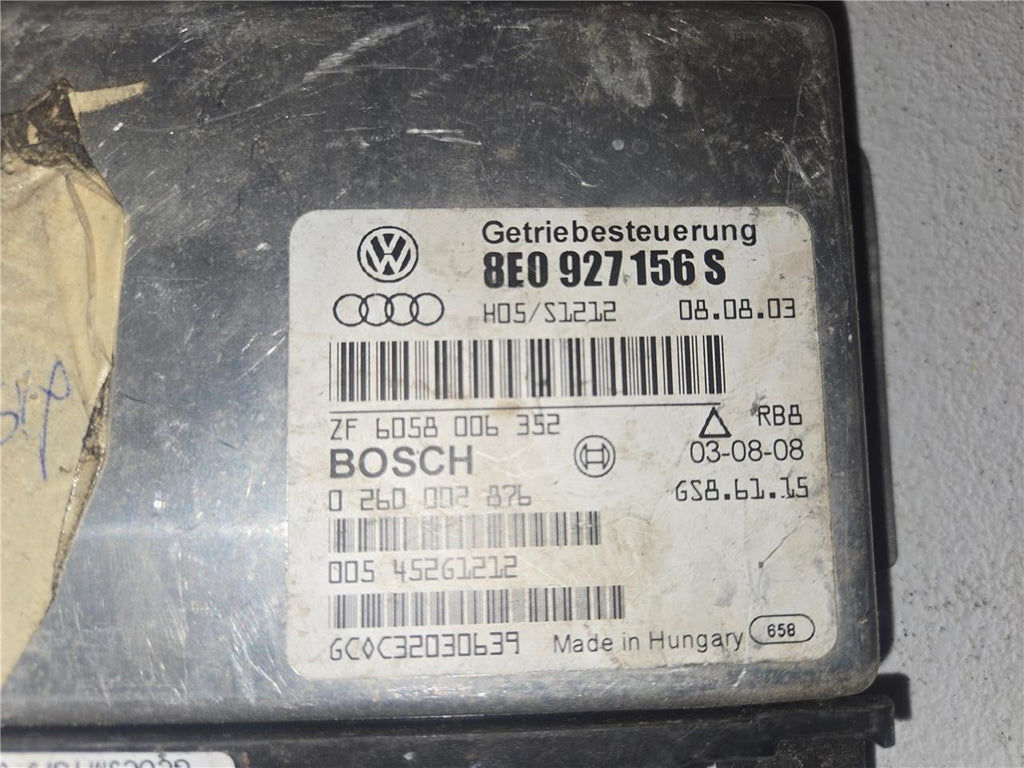 Getriebesteuerung
8E0 927 156 S
H05/S1212 08.08.03
ZF 6058 006 352 RB8
BOSCH 03-08-08
0 260 002 876 GS8.61.15
005 45261212
GC0C32030639 Made in Hungary 658